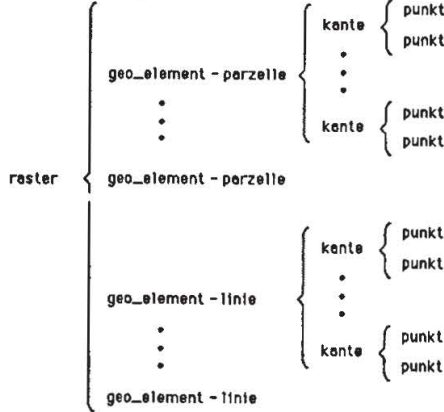 punkt
kante
punkt
geo_element - parzelle
punkt
kante
punkt
raster
geo_element - parzelle
punkt
kante
punkt
geo_element - linie
punkt
kante
punkt
geo_element - linie